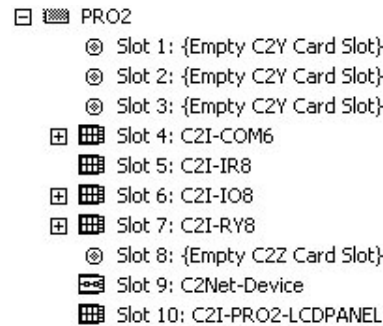 PRO2
Slot 1: {Empty C2Y Card Slot}
Slot 2: {Empty C2Y Card Slot}
Slot 3: {Empty C2Y Card Slot}
Slot 4: C2I-COM6
Slot 5: C2I-IR8
Slot 6: C2I-IO8
Slot 7: C2I-RY8
Slot 8: {Empty C2Z Card Slot}
Slot 9: C2Net-Device
Slot 10: C2I-PRO2-LCDPANEL